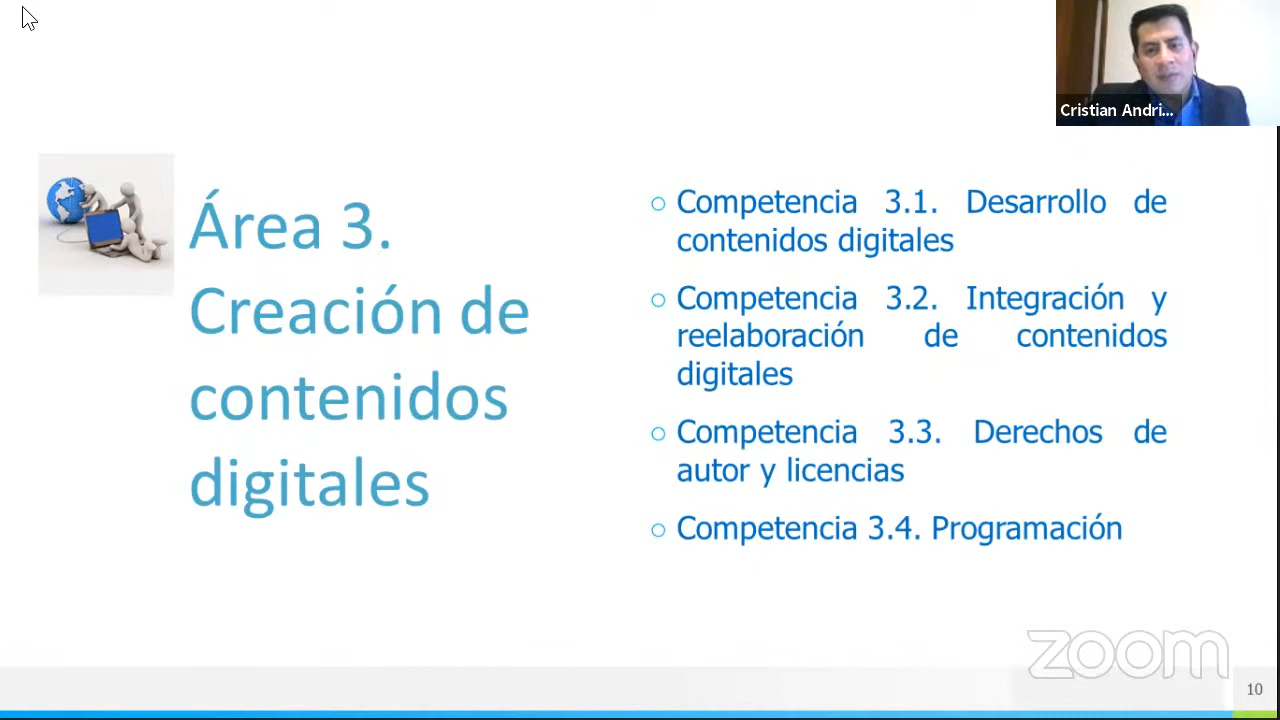 Cristian Andri...
Área 3.
Creación de
contenidos
digitales
○ Competencia 3.1. Desarrollo de
contenidos digitales
○ Competencia 3.2. Integración y
reelaboración de contenidos
digitales
○ Competencia 3.3. Derechos de
autor y licencias
○ Competencia 3.4. Programación
zoom
10